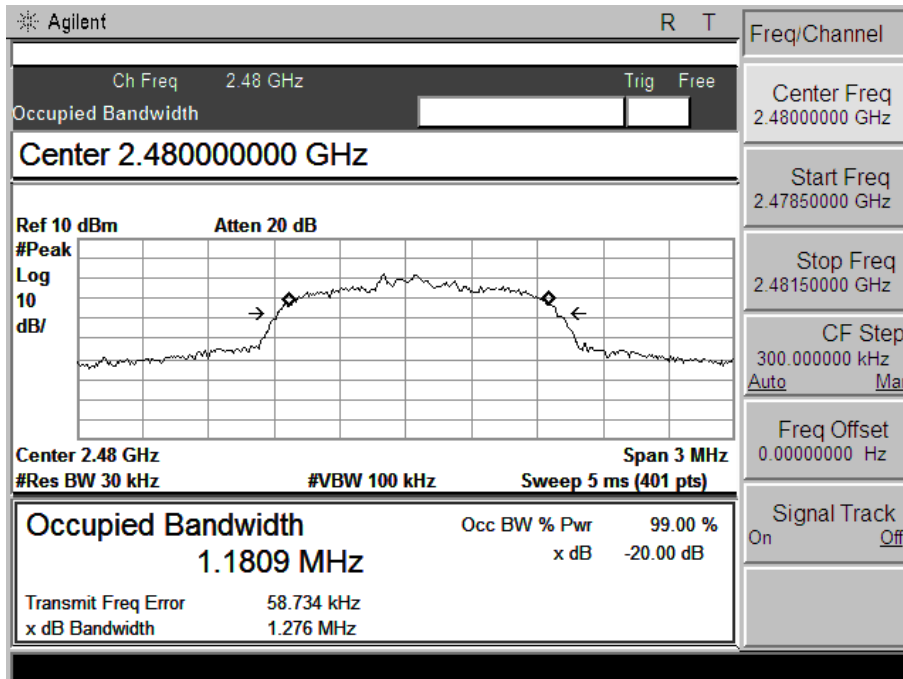 Agilent R T
Ch Freq 2.48 GHz Trig Free
Occupied Bandwidth
Center 2.480000000 GHz
Ref 10 dBm Atten 20 dB
#Peak
Log
10
dB/
Center 2.48 GHz Span 3 MHz
#Res BW 30 kHz #VBW 100 kHz Sweep 5 ms (401 pts)
Occupied Bandwidth
1.1809 MHz
Occ BW % Pwr 99.00 %
x dB -20.00 dB
Transmit Freq Error 58.734 kHz
x dB Bandwidth 1.276 MHz
Freq/Channel
Center Freq
2.48000000 GHz
Start Freq
2.47850000 GHz
Stop Freq
2.48150000 GHz
CF Step
300.000000 kHz
Auto Ma
Freq Offset
0.00000000 Hz
Signal Track
On Off